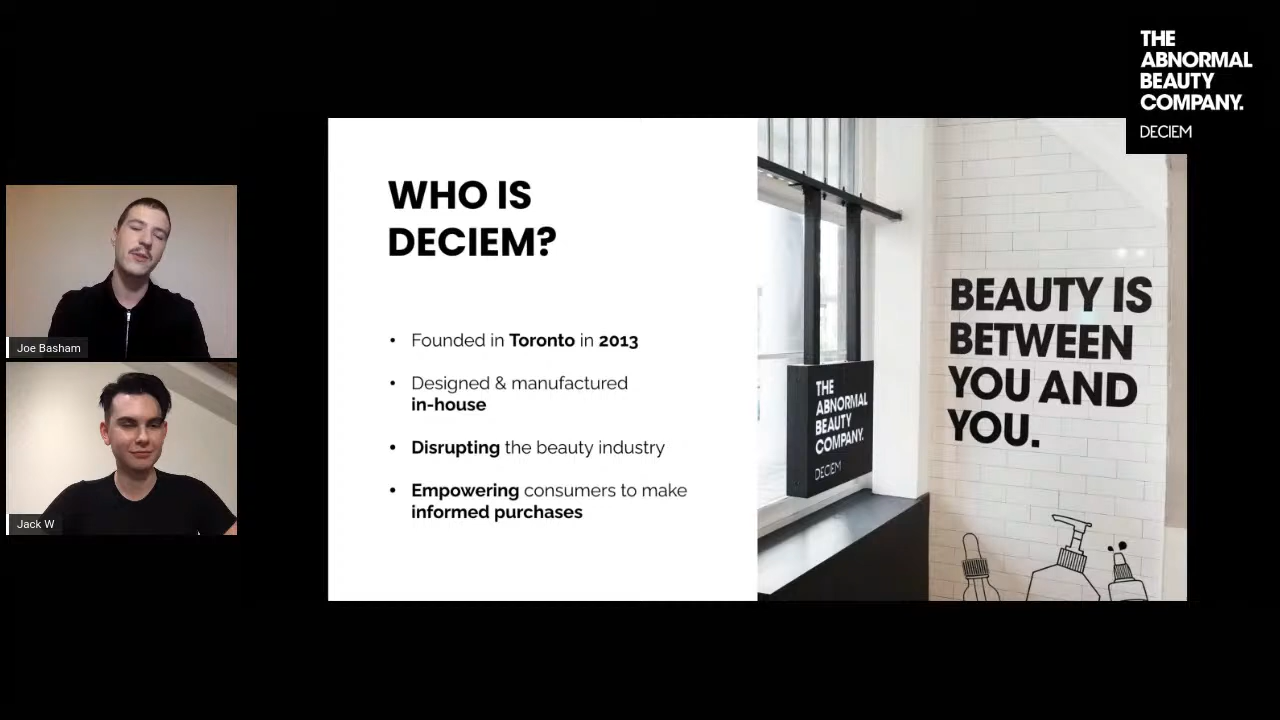 THE
ABNORMAL
BEAUTY
COMPANY.
DECIEM
Joe Basham
Jack W
WHO IS
DECIEM?
• Founded in Toronto in 2013
• Designed & manufactured
in-house
• Disrupting the beauty industry
• Empowering consumers to make
informed purchases
THE
ABNORMAL
BEAUTY
COMPANY.
DECIEM
BEAUTY IS
BETWEEN
YOU AND
YOU.